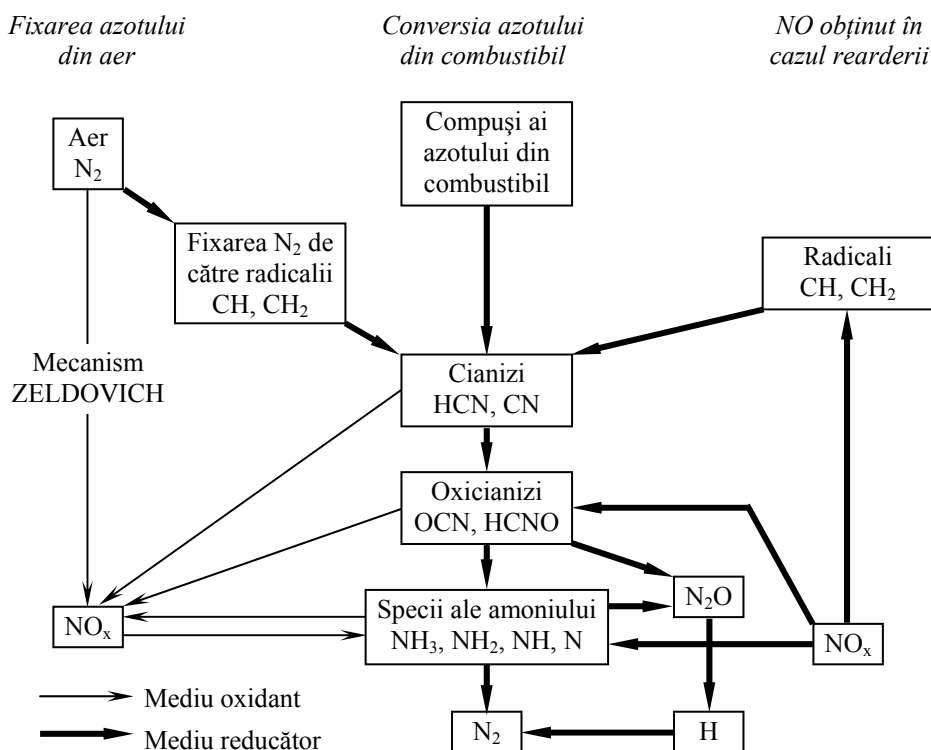 Fixarea azotului
din aer
Conversia azotului
din combustibil
NO obținut în
cazul rearderii
Aer
N₂
Compuşi ai
azotului din
combustibil
Fixarea N₂ de
către radicalii
CH, CH₂
Radicali
CH, CH₂
Mecanism
ZELDOVICH
Cianizi
HCN, CN
Oxicianizi
OCN, HCNO
N₂O
NOₓ
Specii ale amoniului
NH₃, NH₂, NH, N
NOₓ
Mediu oxidant
Mediu reducător
N₂
H